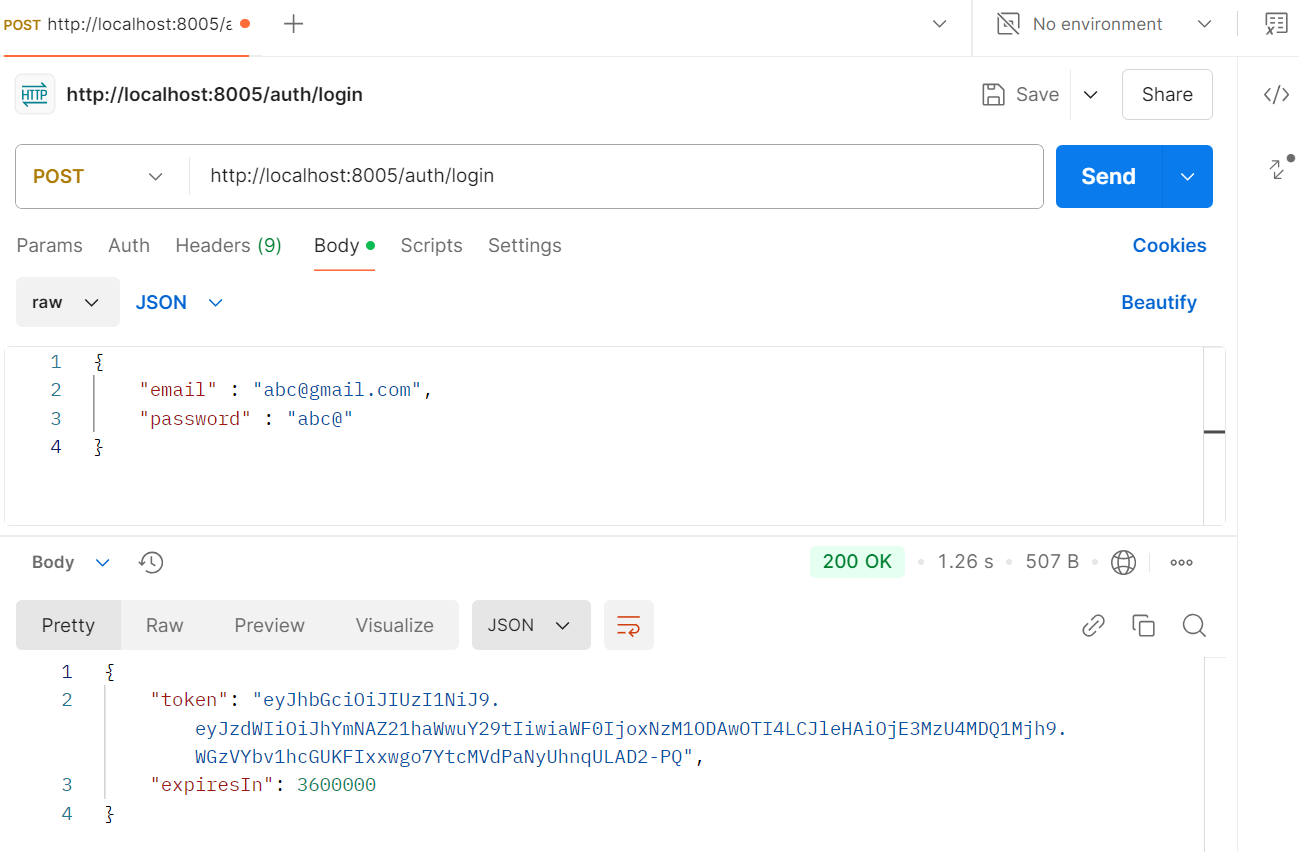 POST http://localhost:8005/a
No environment
HTTP http://localhost:8005/auth/login
Save
Share
POST http://localhost:8005/auth/login
Send
Params Auth Headers (9) Body Scripts Settings Cookies
raw JSON Beautify
1 {
2 "email" : "abc@gmail.com",
3 "password" : "abc@"
4 }
Body 200 OK 1.26 s 507 B
Pretty Raw Preview Visualize JSON
1 {
2 "token": "eyJhbGciOiJIUzI1NiJ9.
eyJzdWIiOiJhYmNAZ21haWwuY29tIiwiaWF0IjoxNzM1ODAwOTI4LCJleHAiOjE3MzU4MDQ1Mjh9.
WGzVYbv1hcGUKFIxxwgo7YtcMVdPaNyUhnqULAD2-PQ",
3 "expiresIn": 3600000
4 }